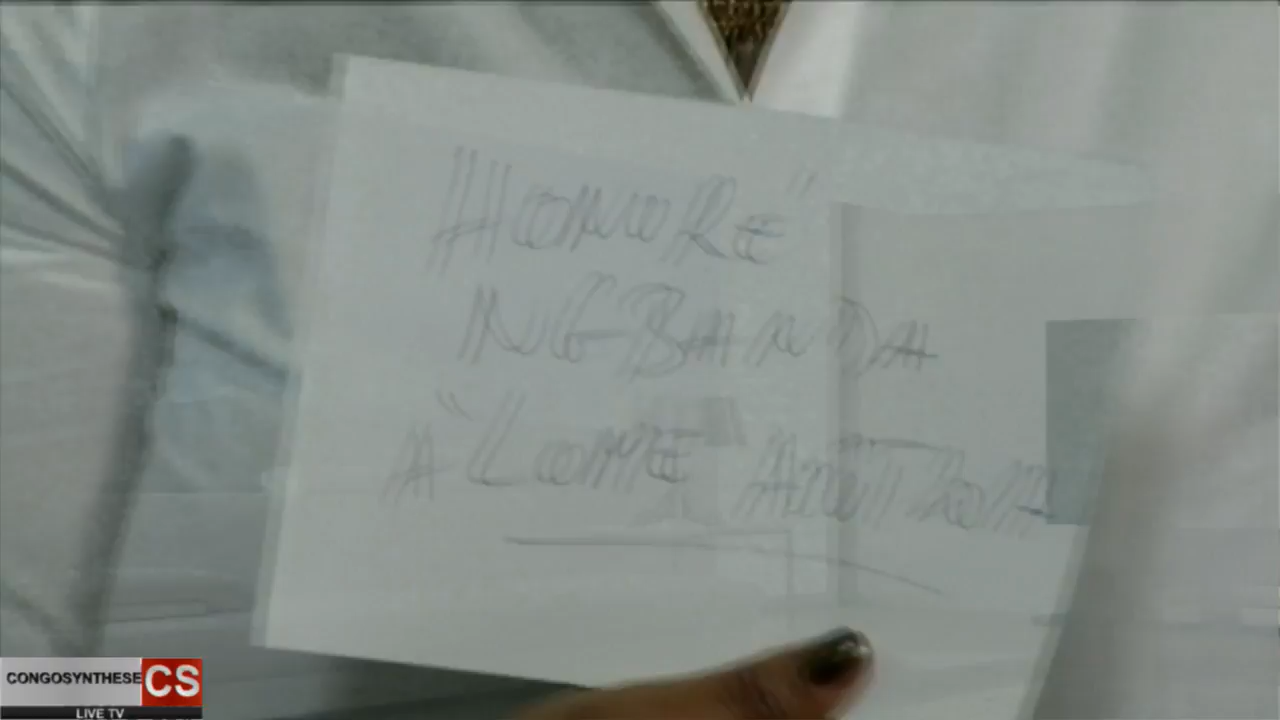 "HONORE"
NGBANDA
A "LOME
CONGOSYNTHESE CS
LIVE TV